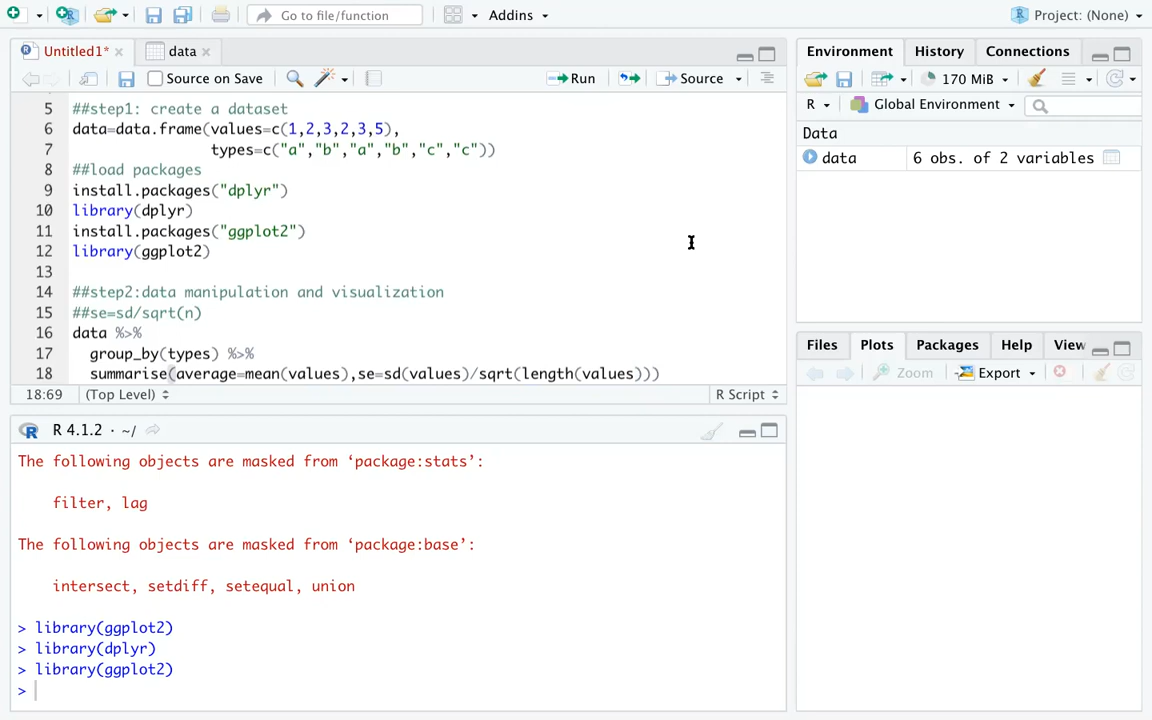 Go to file/function
Addins
Project: (None)
Untitled1*
data
Source on Save
Run
Source
5 ##step1: create a dataset
6 data=data.frame(values=c(1,2,3,2,3,5),
7 types=c("a","b","a","b","c","c"))
8 ##load packages
9 install.packages("dplyr")
10 library(dplyr)
11 install.packages("ggplot2")
12 library(ggplot2)
13
14 ##step2:data manipulation and visualization
15 ##se=sd/sqrt(n)
16 data %>%
17 group_by(types) %>%
18 summarise(average=mean(values),se=sd(values)/sqrt(length(values)))
18:69 (Top Level) R Script
R 4.1.2 · ~/
The following objects are masked from ‘package:stats’:
filter, lag
The following objects are masked from ‘package:base’:
intersect, setdiff, setequal, union
> library(ggplot2)
> library(dplyr)
> library(ggplot2)
>
Environment History Connections
170 MiB
R Global Environment
Data
data 6 obs. of 2 variables
Files Plots Packages Help View
Zoom Export